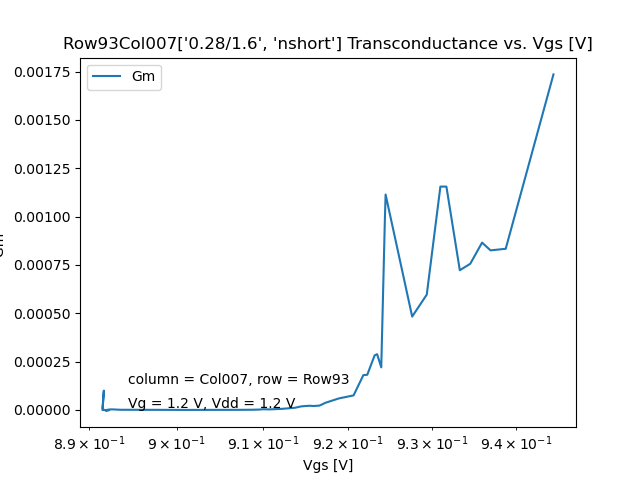 Row93Col007['0.28/1.6', 'nshort'] Transconductance vs. Vgs [V]
Gm
0.00175
0.00150
0.00125
0.00100
0.00075
0.00050
0.00025
0.00000
Gm
column = Col007, row = Row93
Vg = 1.2 V, Vdd = 1.2 V
8.9 × 10⁻¹ 9 × 10⁻¹ 9.1 × 10⁻¹ 9.2 × 10⁻¹ 9.3 × 10⁻¹ 9.4 × 10⁻¹
Vgs [V]